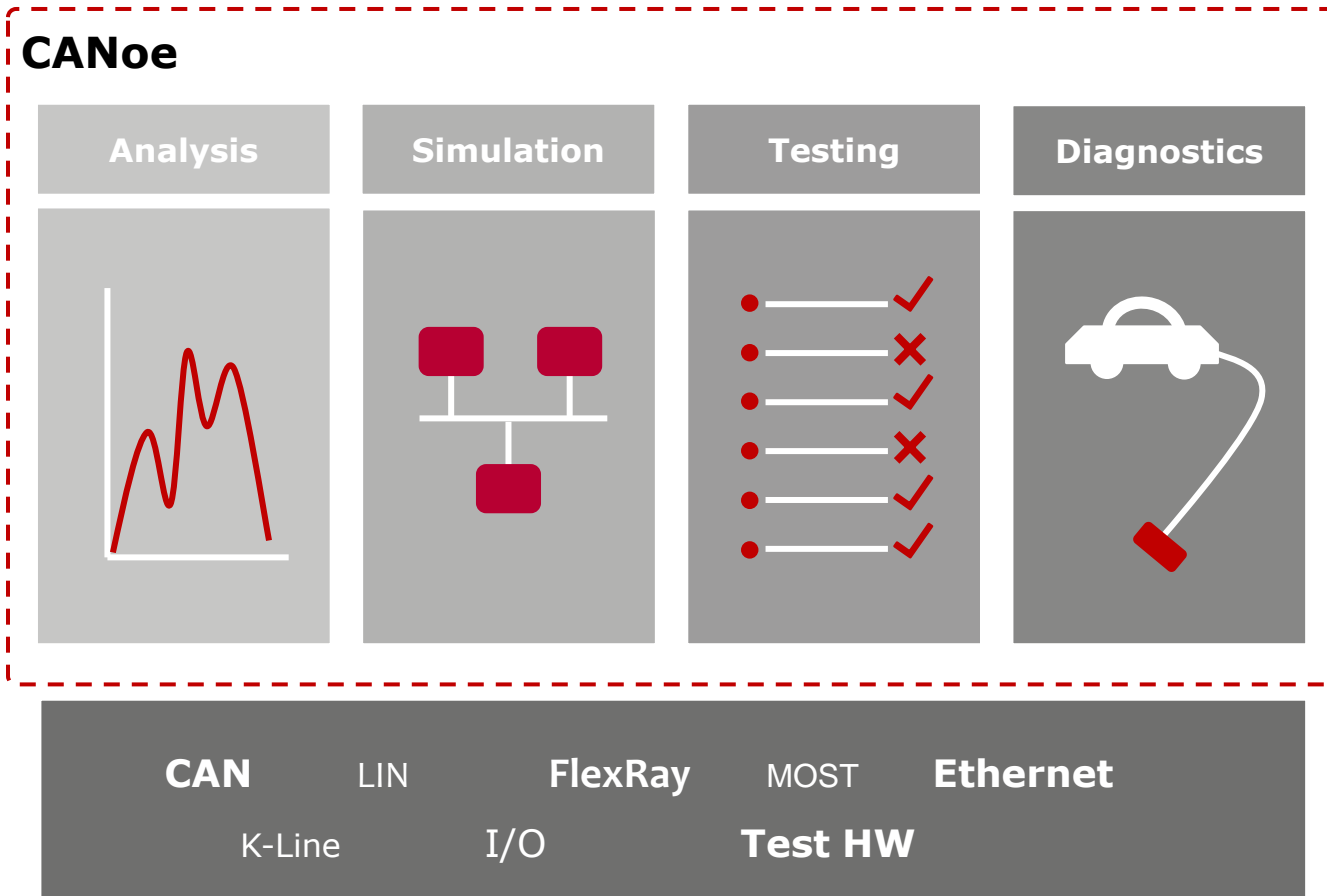 CANoe
Analysis Simulation Testing Diagnostics
CAN LIN FlexRay MOST Ethernet
K-Line I/O Test HW